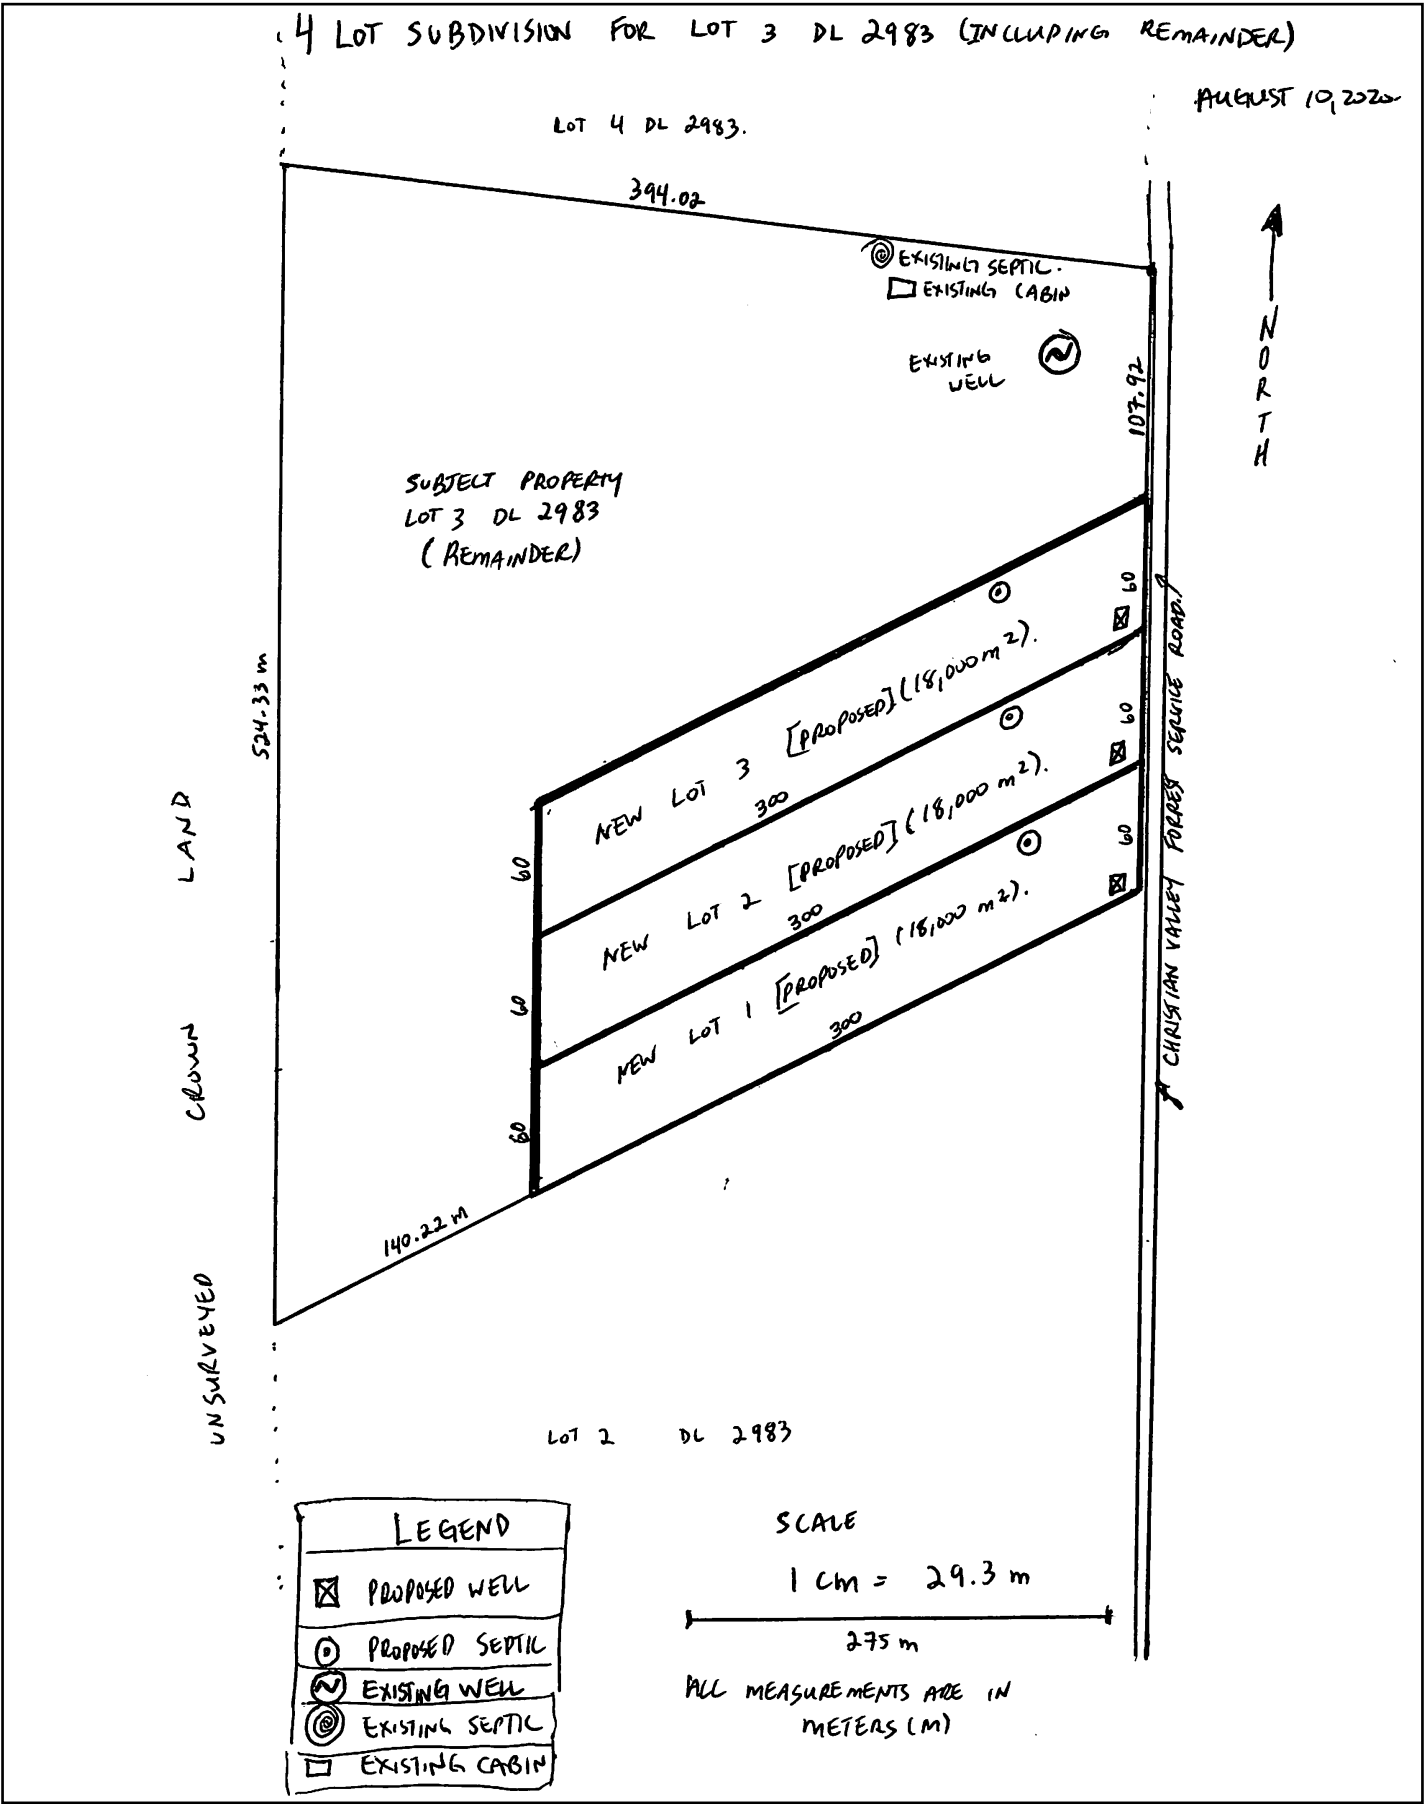 4 LOT SUBDIVISION FOR LOT 3 DL 2983 (INCLUDING REMAINDER)
AUGUST 10, 2020
LOT 4 DL 2983.
394.02
EXISTING SEPTIC.
EXISTING CABIN
EXISTING
WELL
107.92
NORTH
SUBJECT PROPERTY
LOT 3 DL 2983
(REMAINDER)
524.33 m
UNSURVEYED CROWN LAND
60
NEW LOT 3 [PROPOSED] (18,000 m2).
60
300
60
NEW LOT 2 [PROPOSED] (18,000 m2).
60
300
60
NEW LOT 1 [PROPOSED] (18,000 m2).
60
300
CHRISTIAN VALLEY FORREST SERVICE ROAD
140.22 m
LOT 2 DL 2983
LEGEND
PROPOSED WELL
PROPOSED SEPTIC
EXISTING WELL
EXISTING SEPTIC
EXISTING CABIN
SCALE
1 cm = 29.3 m
275 m
ALL MEASUREMENTS ARE IN
METERS (M)